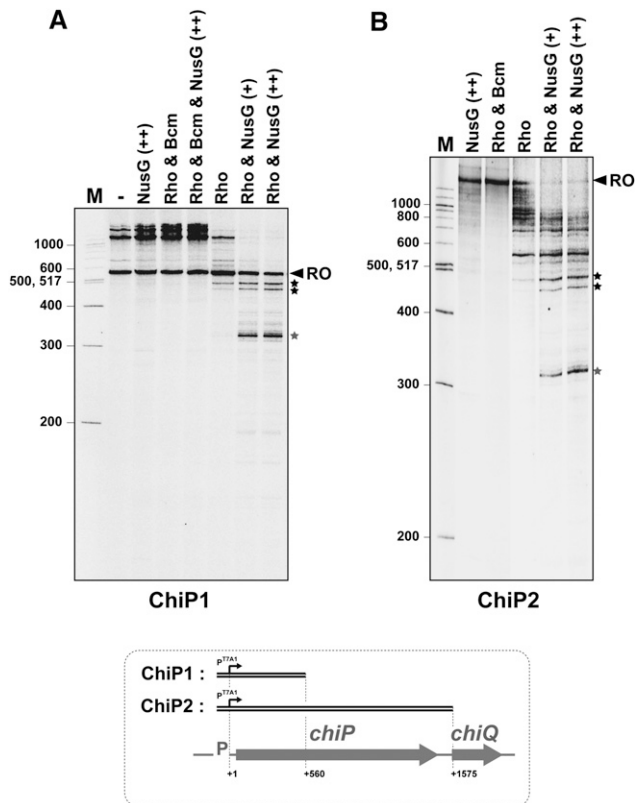 A
B
-
NusG (++)
Rho & Bcm
Rho & Bcm & NusG (++)
Rho
Rho & NusG (+)
Rho & NusG (++)
M
1000
600
500, 517
400
300
200
RO
ChiP1
NusG (++)
Rho & Bcm
Rho
Rho & NusG (+)
Rho & NusG (++)
M
1000
800
600
500, 517
400
300
200
RO
ChiP2
ChiP1 :
P T7A1
ChiP2 :
P T7A1
chiP
chiQ
P
+1
+560
+1575